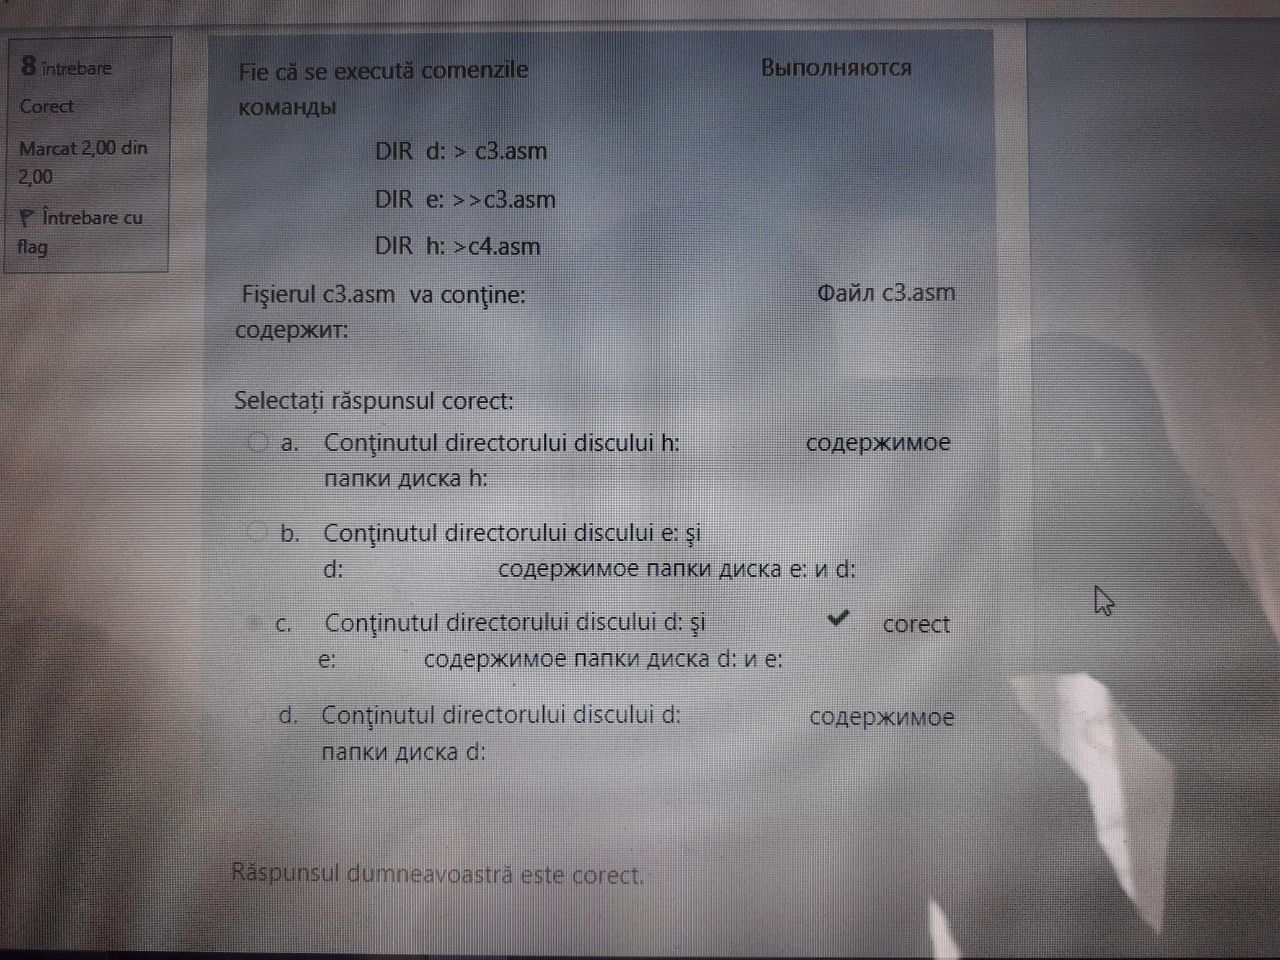 8 întrebare
Corect
Marcat 2,00 din
2,00
Întrebare cu
flag
Fie că se execută comenzile Выполняются
команды
DIR d: > c3.asm
DIR e: >>c3.asm
DIR h: >c4.asm
Fişierul c3.asm va conţine: Файл c3.asm
содержит:
Selectați răspunsul corect:
a. Conţinutul directorului discului h: содержимое
папки диска h:
b. Conţinutul directorului discului e: şi
d: содержимое папки диска e: и d:
c. Conţinutul directorului discului d: şi corect
e: содержимое папки диска d: и e:
d. Conţinutul directorului discului d: содержимое
папки диска d:
Răspunsul dumneavoastră este corect.